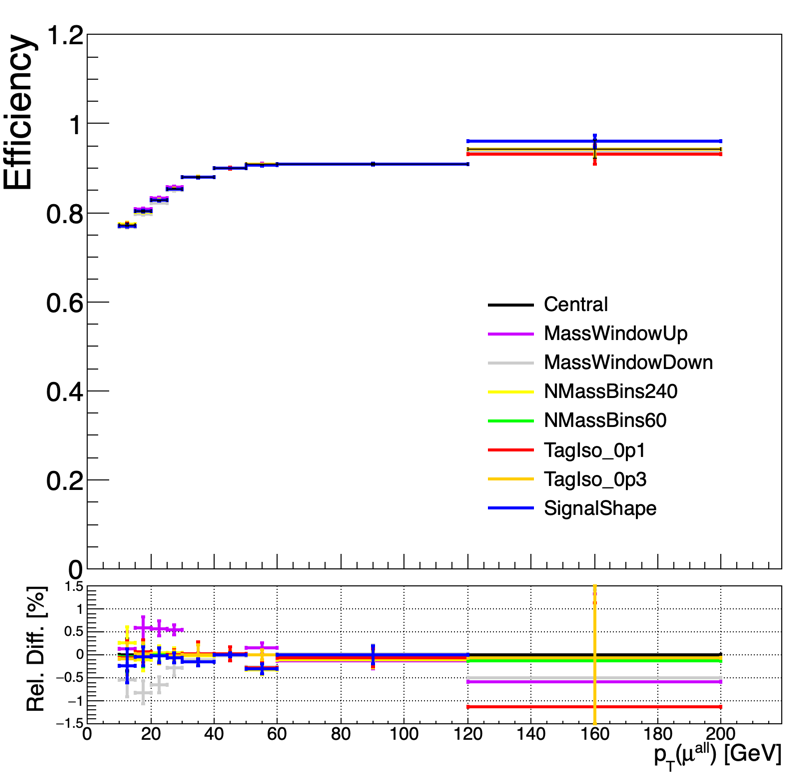 Efficiency
1.2
1
0.8
0.6
0.4
0.2
0
Central
MassWindowUp
MassWindowDown
NMassBins240
NMassBins60
TagIso_0p1
TagIso_0p3
SignalShape
Rel. Diff. [%]
1.5
1
0.5
0
−0.5
−1
−1.5
0 20 40 60 80 100 120 140 160 180 200
p_T(μ^all) [GeV]